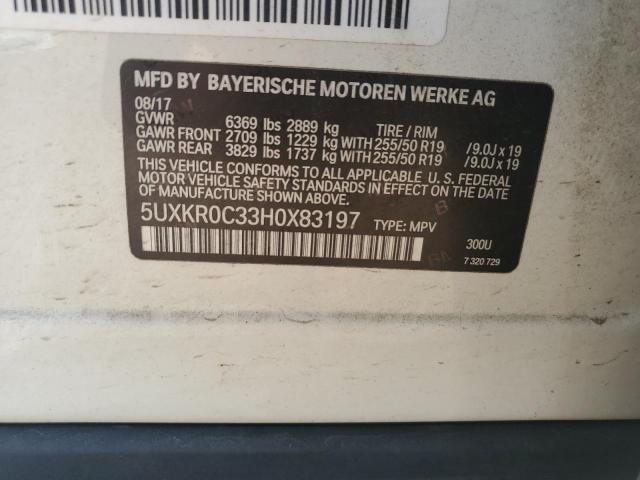 MFD BY BAYERISCHE MOTOREN WERKE AG
08/17
GVWR 6369 lbs 2889 kg TIRE / RIM
GAWR FRONT 2709 lbs 1229 kg WITH 255/50 R19 /9.0J x 19
GAWR REAR 3829 lbs 1737 kg WITH 255/50 R19 /9.0J x 19
THIS VEHICLE CONFORMS TO ALL APPLICABLE U. S. FEDERAL
MOTOR VEHICLE SAFETY STANDARDS IN EFFECT ON THE DATE
OF MANUFACTURE SHOWN ABOVE.
5UXKR0C33H0X83197 TYPE: MPV
300U
7 320 729